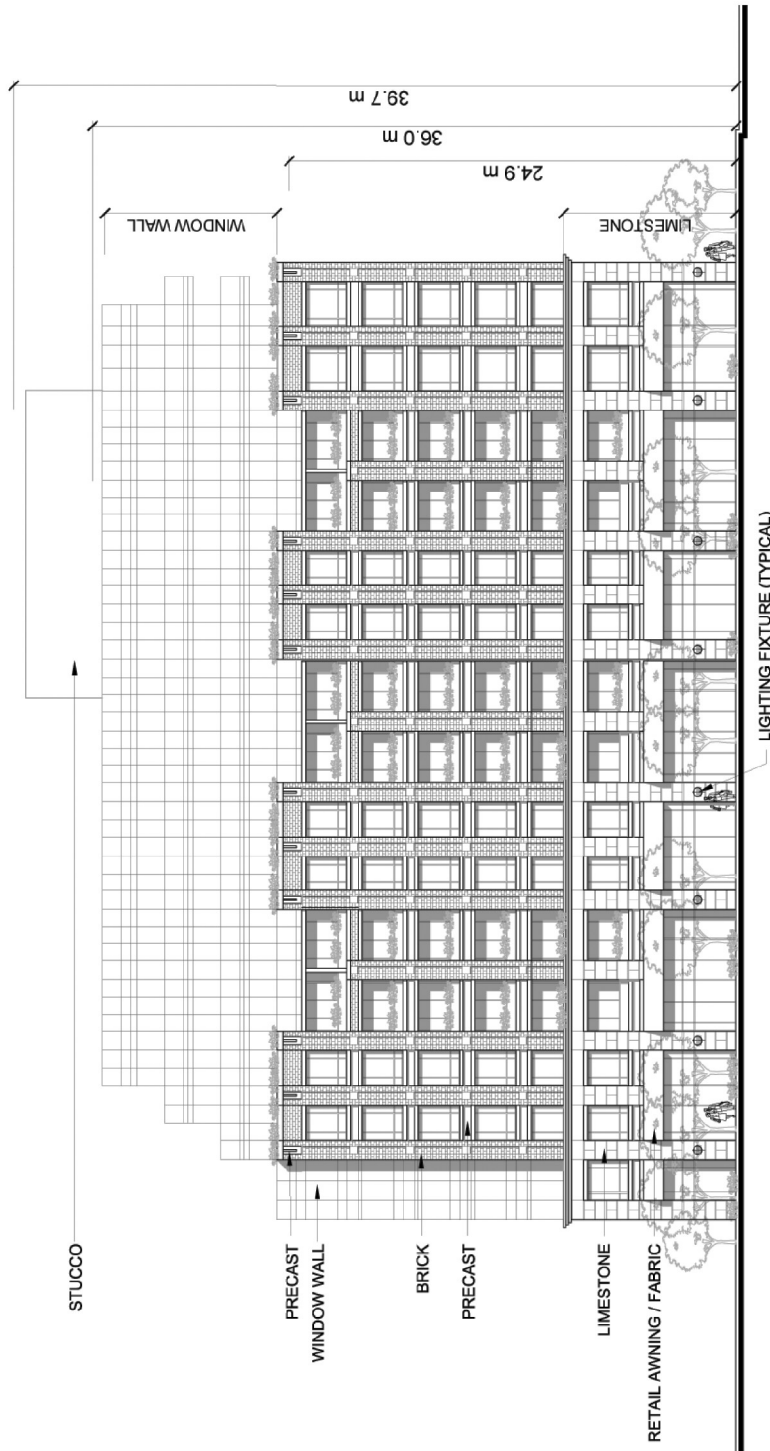 39.7 m
36.0 m
24.9 m
WINDOW WALL
LIMESTONE
STUCCO
PRECAST
WINDOW WALL
BRICK
PRECAST
LIMESTONE
RETAIL AWNING / FABRIC
LIGHTING FIXTURE (TYPICAL)